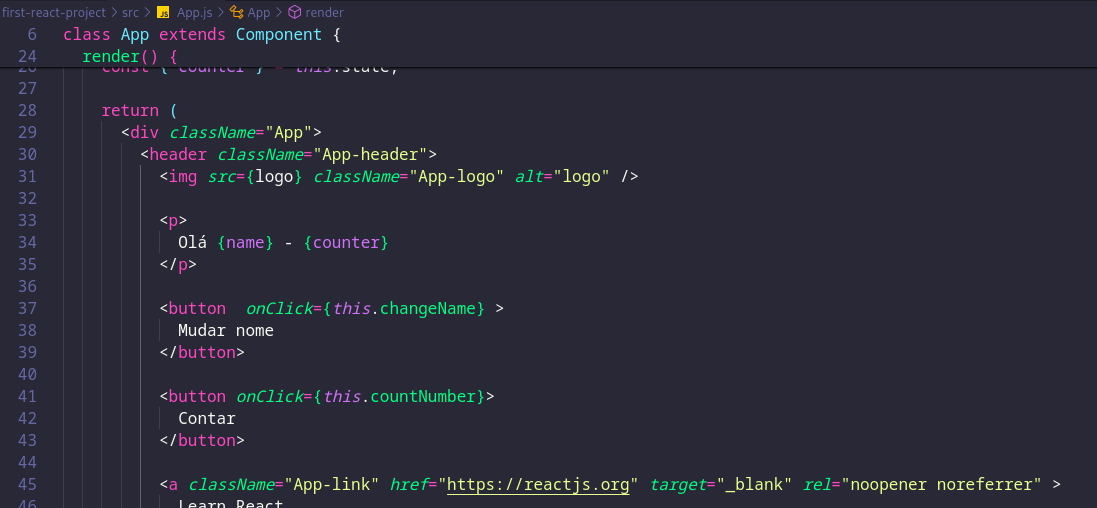 first-react-project > src > JS App.js > App > render
6 class App extends Component {
24 render() {
26 const { counter } = this.state;
27
28 return (
29 <div className="App">
30 <header className="App-header">
31 <img src={logo} className="App-logo" alt="logo" />
32
33 <p>
34 Olá {name} - {counter}
35 </p>
36
37 <button  onClick={this.changeName} >
38 Mudar nome
39 </button>
40
41 <button onClick={this.countNumber}>
42 Contar
43 </button>
44
45 <a className="App-link" href="https://reactjs.org" target="_blank" rel="noopener noreferrer" >
46 Learn React